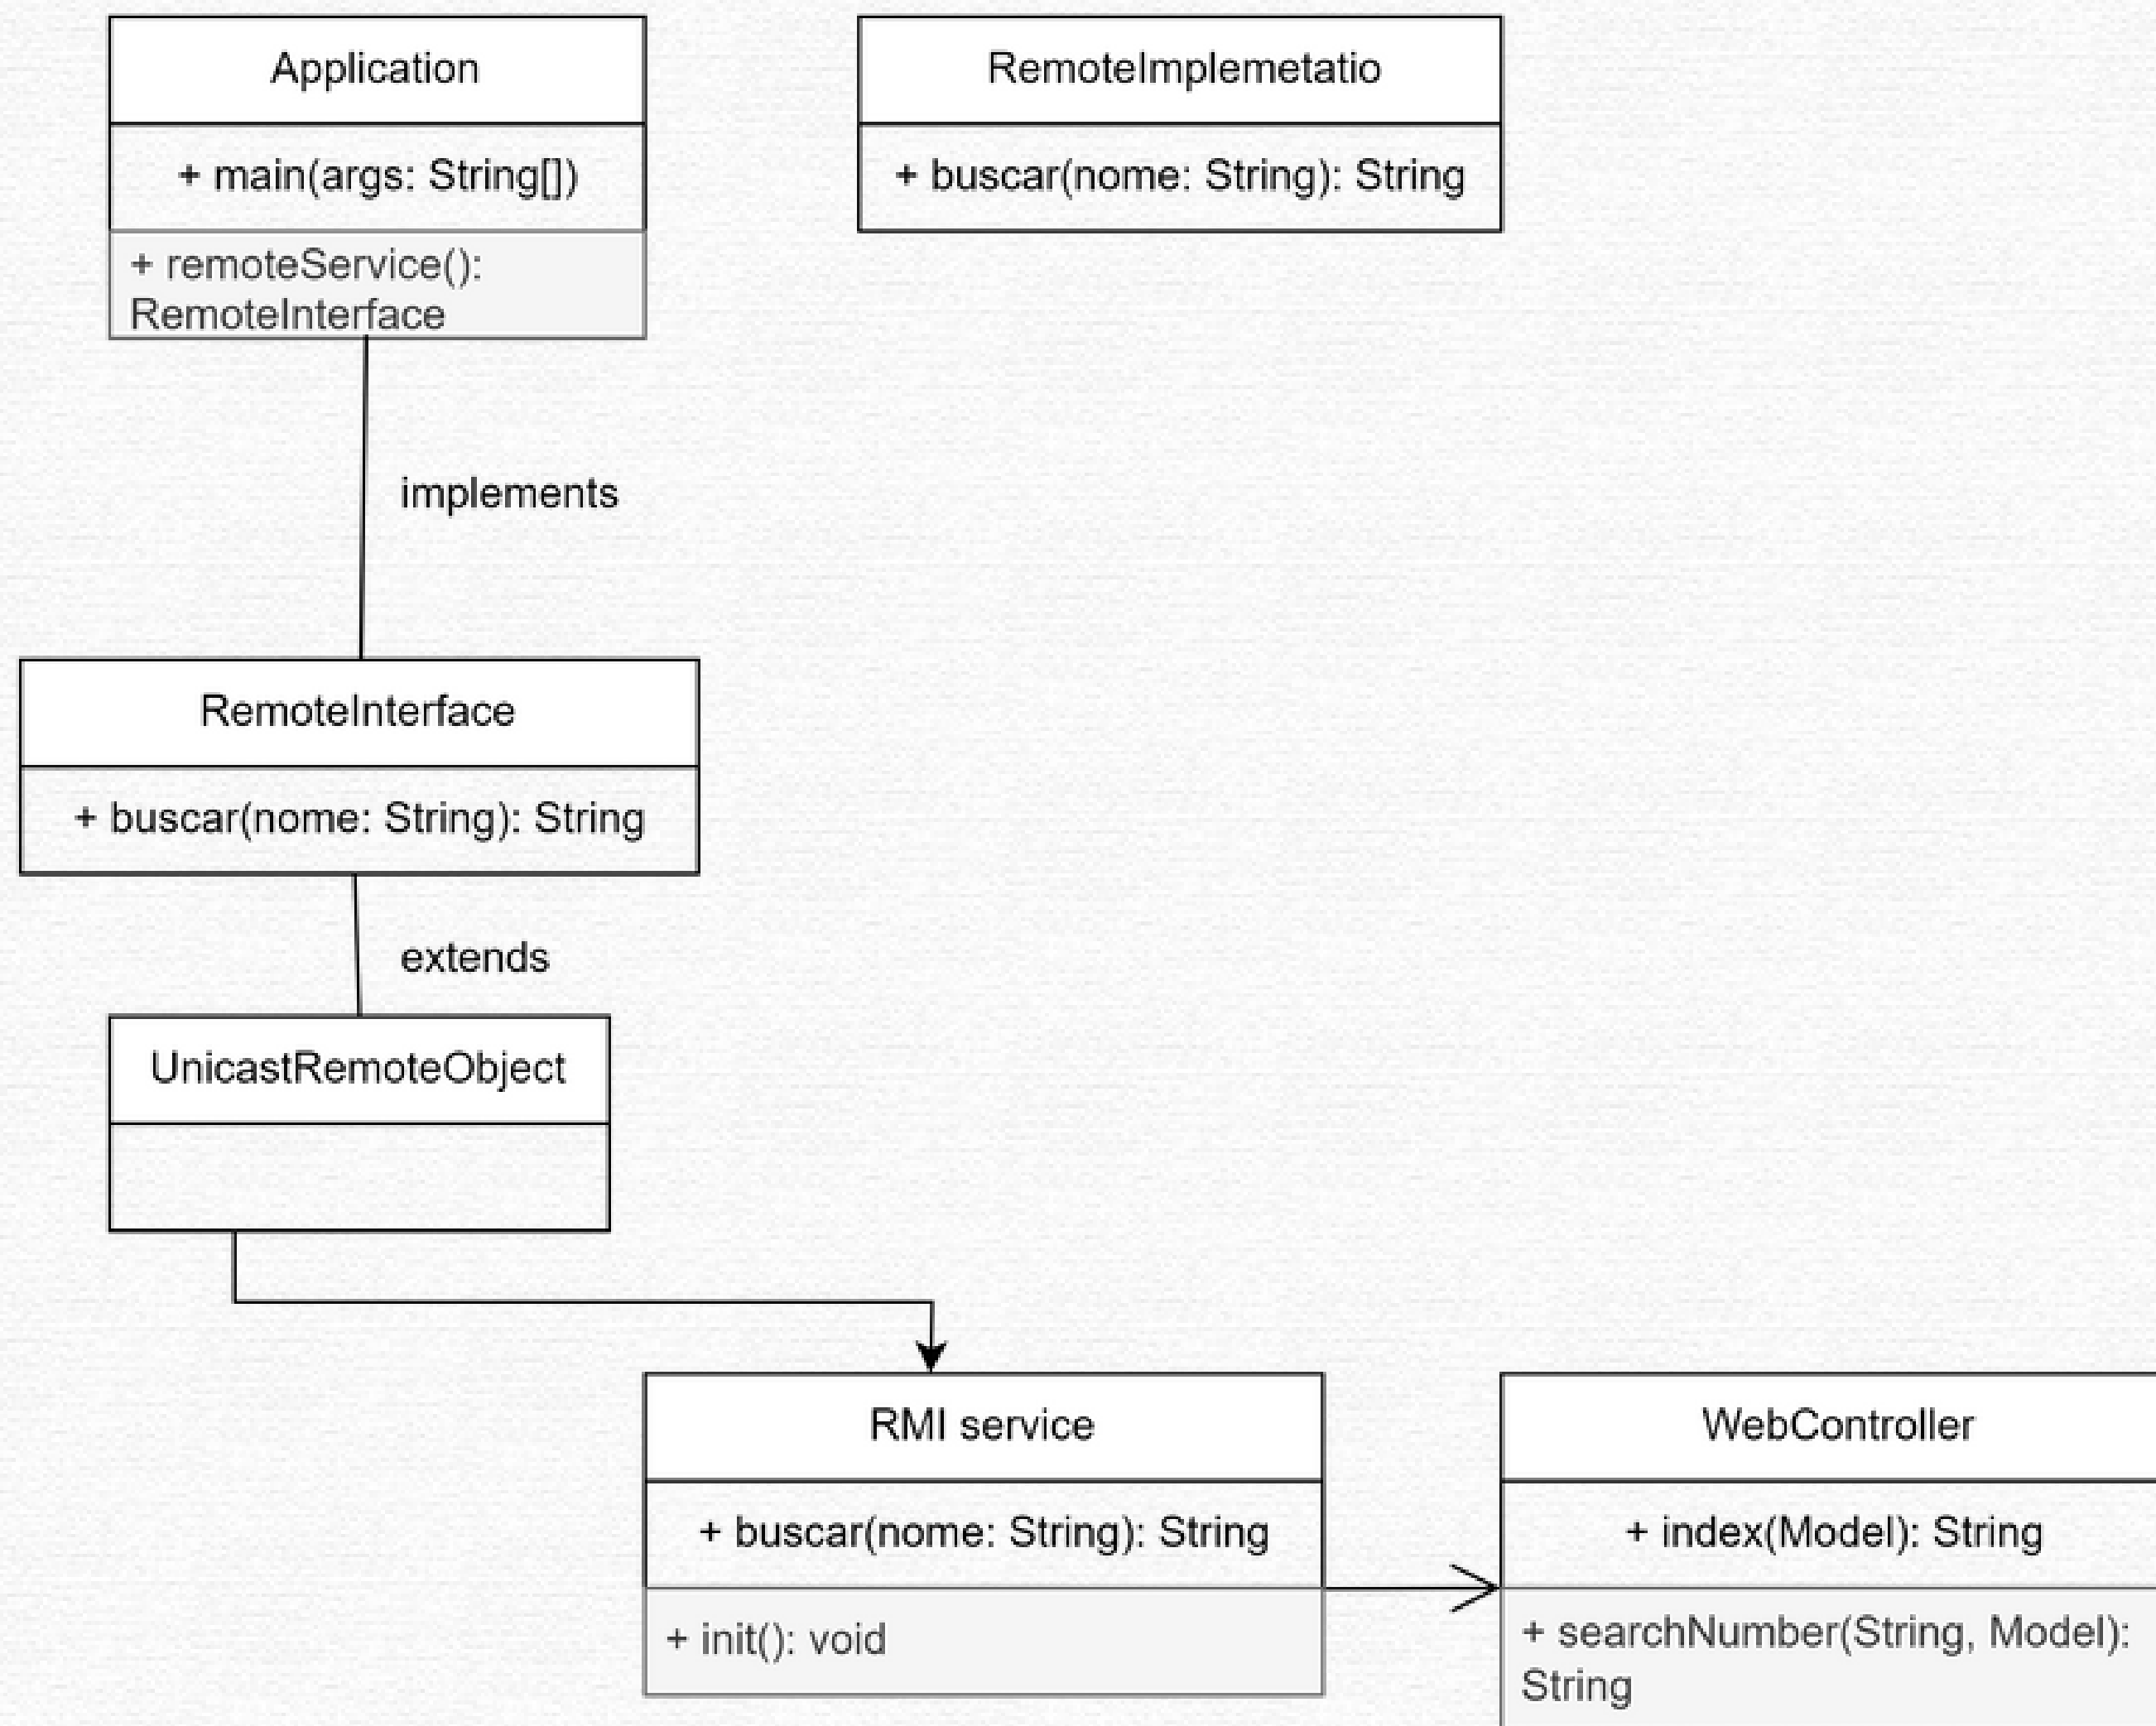 Application
+ main(args: String[])
+ remoteService():
RemoteInterface
RemoteImplemetatio
+ buscar(nome: String): String
implements
RemoteInterface
+ buscar(nome: String): String
extends
UnicastRemoteObject
RMI service
+ buscar(nome: String): String
+ init(): void
WebController
+ index(Model): String
+ searchNumber(String, Model):
String